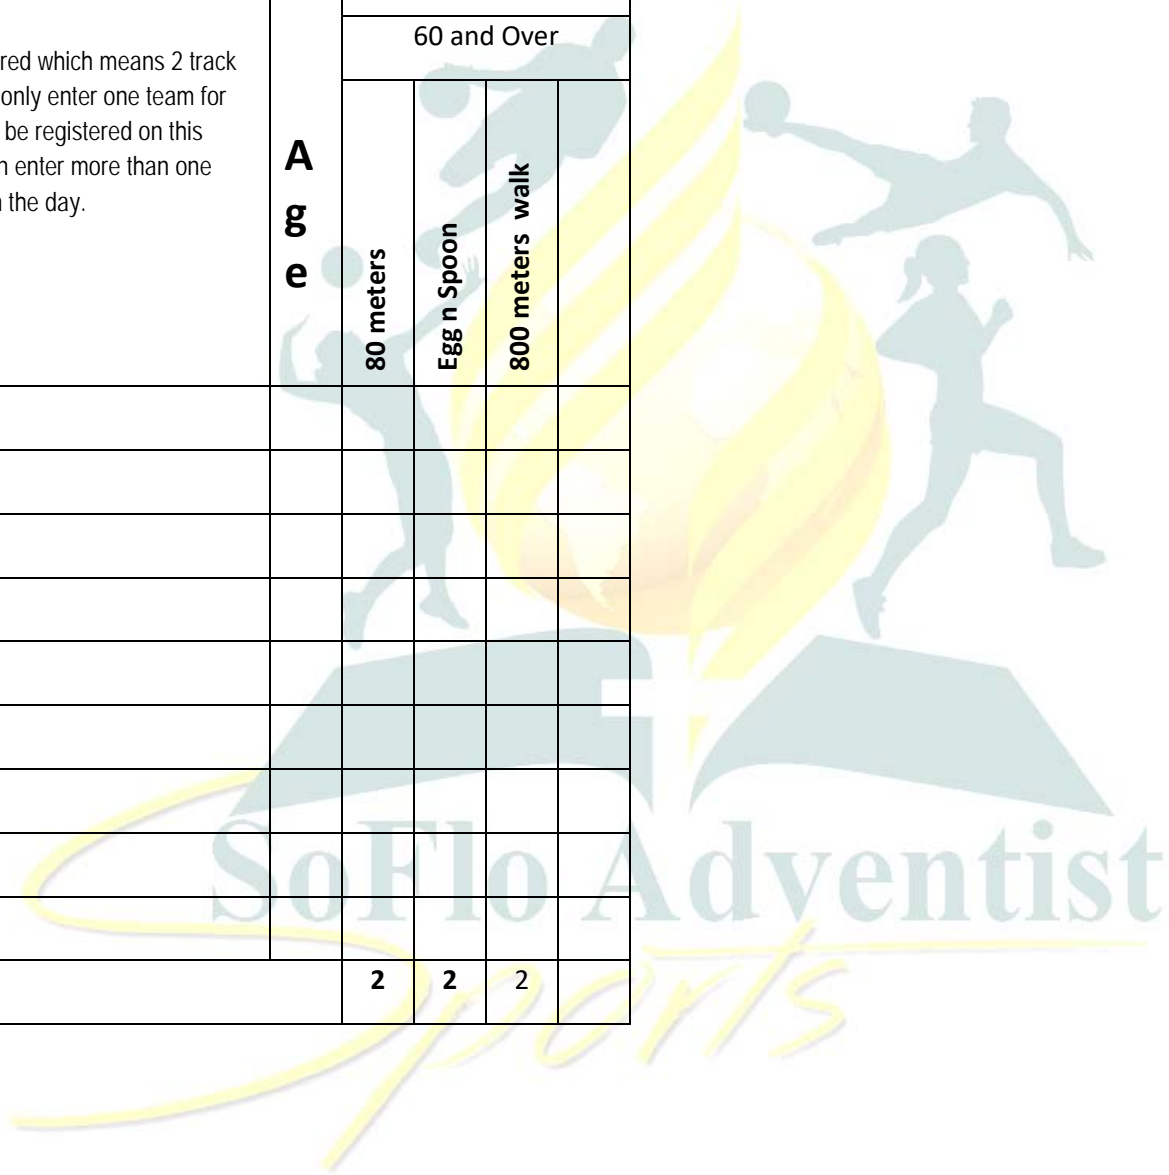 60 and Over
red which means 2 track
only enter one team for
be registered on this
n enter more than one
the day.
A
g
e
80 meters
Egg n Spoon
800 meters walk
2 2 2
SoFlo Adventist
Sports